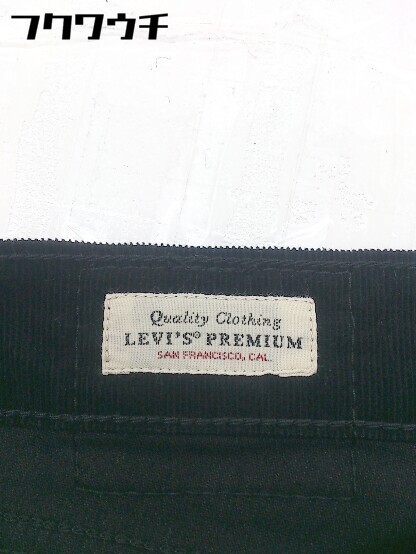 フクワウチ
Quality Clothing
LEVI'S® PREMIUM
SAN FRANCISCO, CAL.